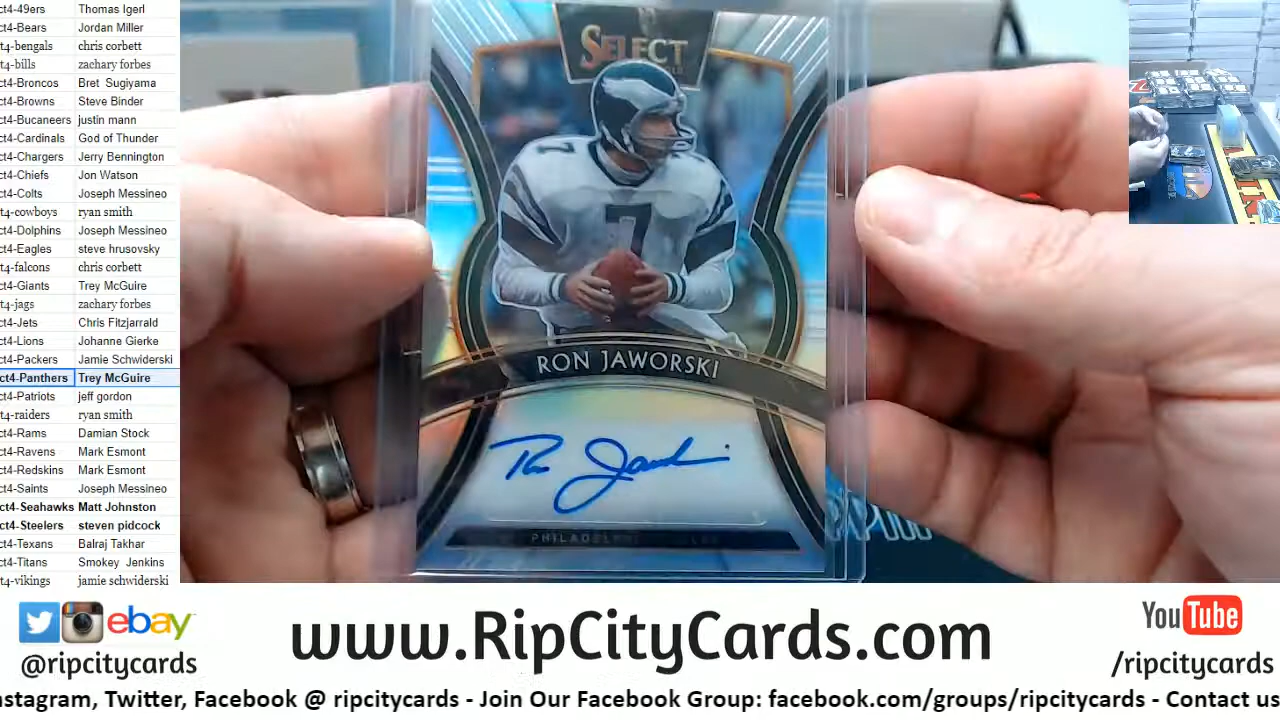 ct4-49ers Thomas Igerl
ct4-Bears Jordan Miller
t4-bengals chris corbett
t4-bills zachary forbes
ct4-Broncos Bret Sugiyama
ct4-Browns Steve Binder
ct4-Bucaneers justin mann
ct4-Cardinals God of Thunder
ct4-Chargers Jerry Bennington
ct4-Chiefs Jon Watson
ct4-Colts Joseph Messineo
t4-cowboys ryan smith
ct4-Dolphins Joseph Messineo
ct4-Eagles steve hrusovsky
t4-falcons chris corbett
ct4-Giants Trey McGuire
t4-jags zachary forbes
ct4-Jets Chris Fitzjarrald
ct4-Lions Johanne Gierke
ct4-Packers Jamie Schwiderski
ct4-Panthers Trey McGuire
ct4-Patriots jeff gordon
t4-raiders ryan smith
ct4-Rams Damian Stock
ct4-Ravens Mark Esmont
ct4-Redskins Mark Esmont
ct4-Saints Joseph Messineo
ct4-Seahawks Matt Johnston
ct4-Steelers steven pidcock
ct4-Texans Balraj Takhar
ct4-Titans Smokey Jenkins
t4-vikings jamie schwiderski
SELECT
7
7
RON JAWORSKI
ebay
@ripcitycards
www.RipCityCards.com
YouTube
/ripcitycards
nstagram, Twitter, Facebook @ ripcitycards - Join Our Facebook Group: facebook.com/groups/ripcitycards - Contact us